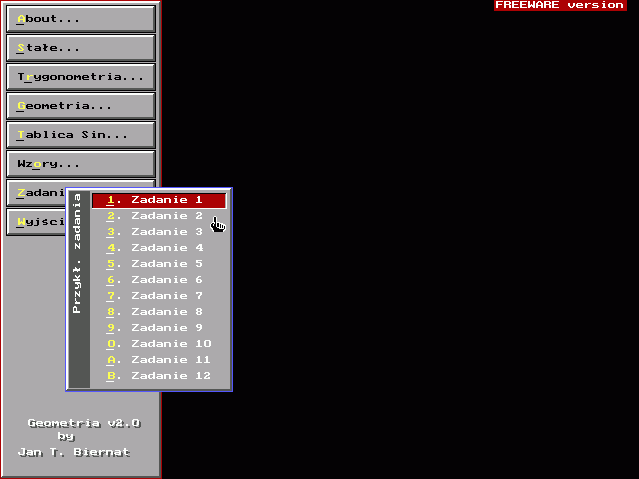 FREEWARE version
About...
Stałe...
Trygonometria...
Geometria...
Tablica Sin...
Wzory...
Zadani
Wyjści
Przykł. zadania
1. Zadanie 1
2. Zadanie 2
3. Zadanie 3
4. Zadanie 4
5. Zadanie 5
6. Zadanie 6
7. Zadanie 7
8. Zadanie 8
9. Zadanie 9
0. Zadanie 10
A. Zadanie 11
B. Zadanie 12
Geometria v2.0
by
Jan T. Biernat